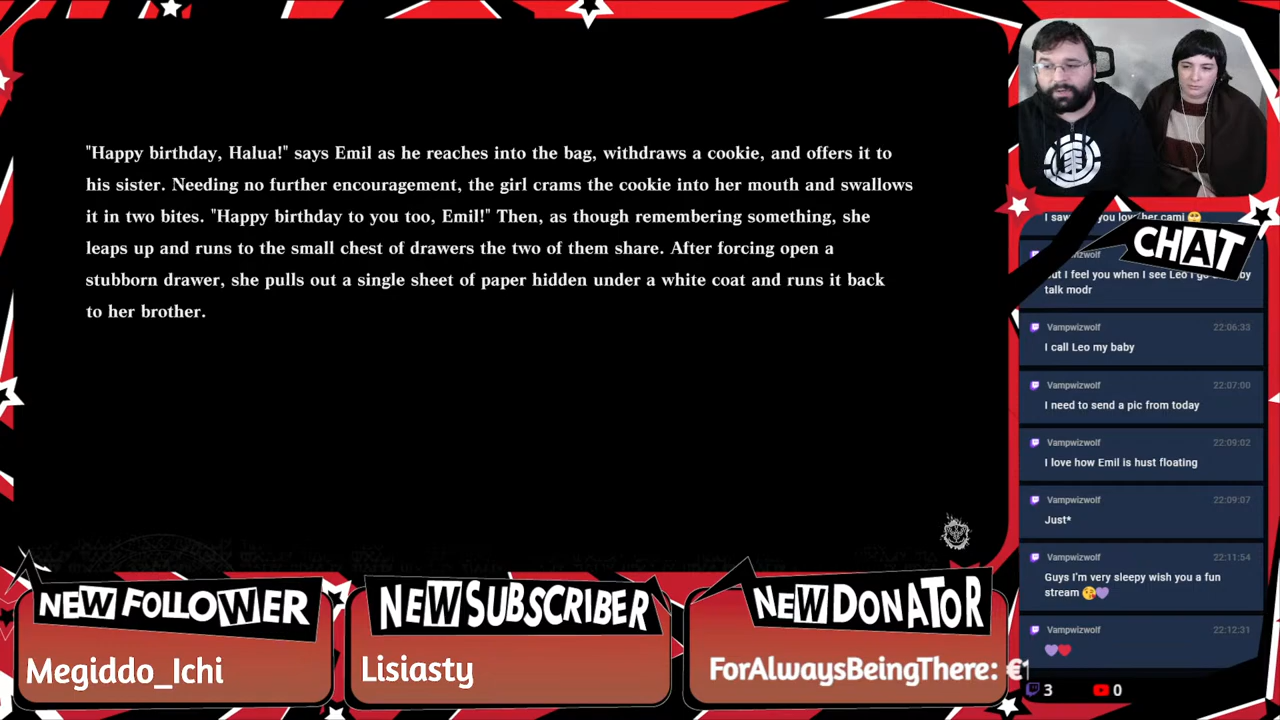 "Happy birthday, Halua!" says Emil as he reaches into the bag, withdraws a cookie, and offers it to
his sister. Needing no further encouragement, the girl crams the cookie into her mouth and swallows
it in two bites. "Happy birthday to you too, Emil!" Then, as though remembering something, she
leaps up and runs to the small chest of drawers the two of them share. After forcing open a
stubborn drawer, she pulls out a single sheet of paper hidden under a white coat and runs it back
to her brother.
CHAT
talk modr
Vampwizwolf 22:06:33
I call Leo my baby
Vampwizwolf 22:07:00
I need to send a pic from today
Vampwizwolf 22:09:02
I love how Emil is hust floating
Vampwizwolf 22:09:07
Just*
Vampwizwolf 22:11:54
Guys I'm very sleepy wish you a fun
stream 😘💜
Vampwizwolf 22:12:31
💜❤️
3 0
NEW FOLLOWER
Megiddo_Ichi
NEW SUBSCRIBER
Lisiasty
NEW DONATOR
ForAlwaysBeingThere: €